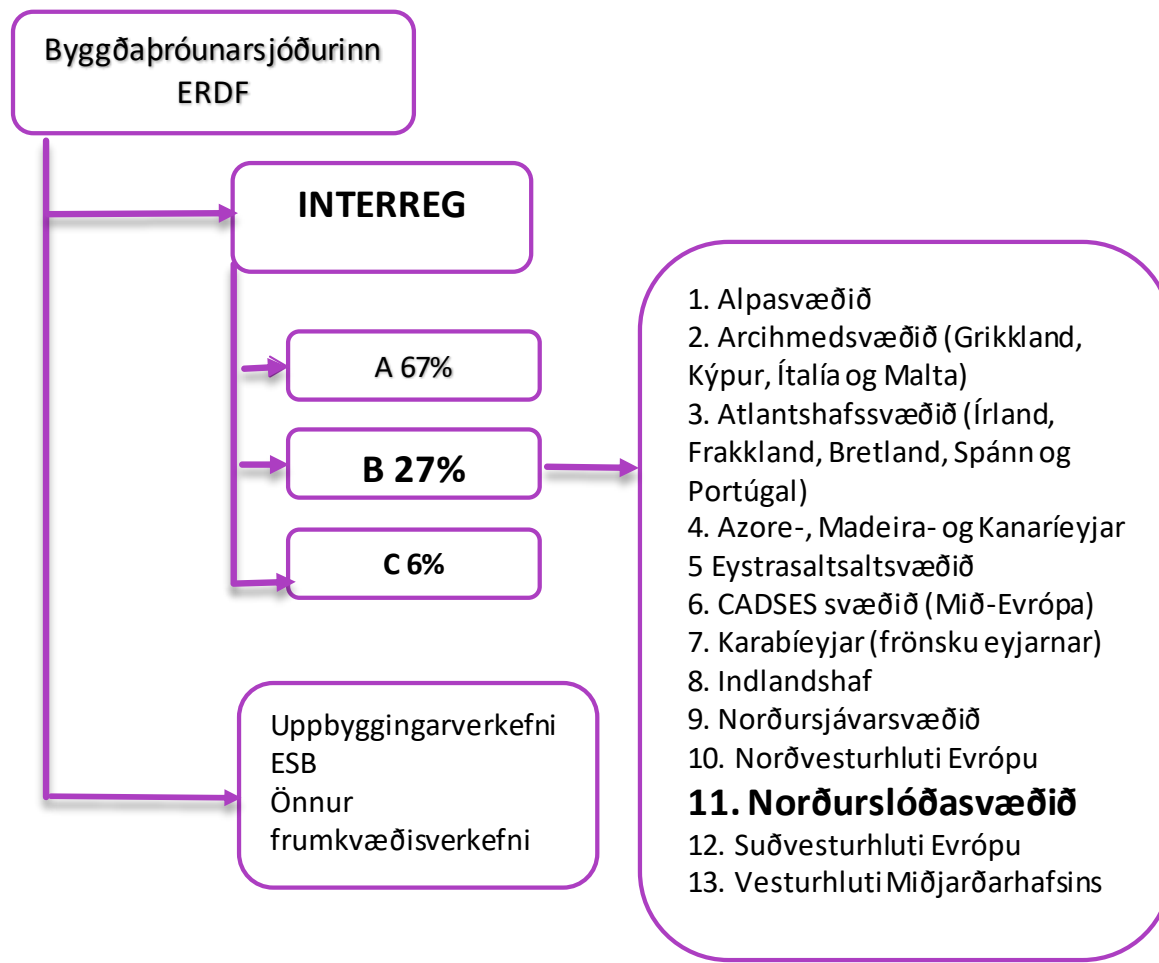 Byggðaþróunarsjóðurinn
ERDF
INTERREG
A 67%
B 27%
C 6%
Uppbyggingarverkefni
ESB
Önnur
frumkvæðisverkefni
1. Alpasvæðið
2. Arcihmedsvæðið (Grikkland,
Kýpur, Ítalía og Malta)
3. Atlantshafssvæðið (Írland,
Frakkland, Bretland, Spánn og
Portúgal)
4. Azore-, Madeira- og Kanaríeyjar
5 Eystrasaltsaltsvæðið
6. CADSES svæðið (Mið-Evrópa)
7. Karabíeyjar (frönsku eyjarnar)
8. Indlandshaf
9. Norðursjávarsvæðið
10. Norðvesturhluti Evrópu
11. Norðurslóðasvæðið
12. Suðvesturhluti Evrópu
13. Vesturhluti Miðjarðarhafsins